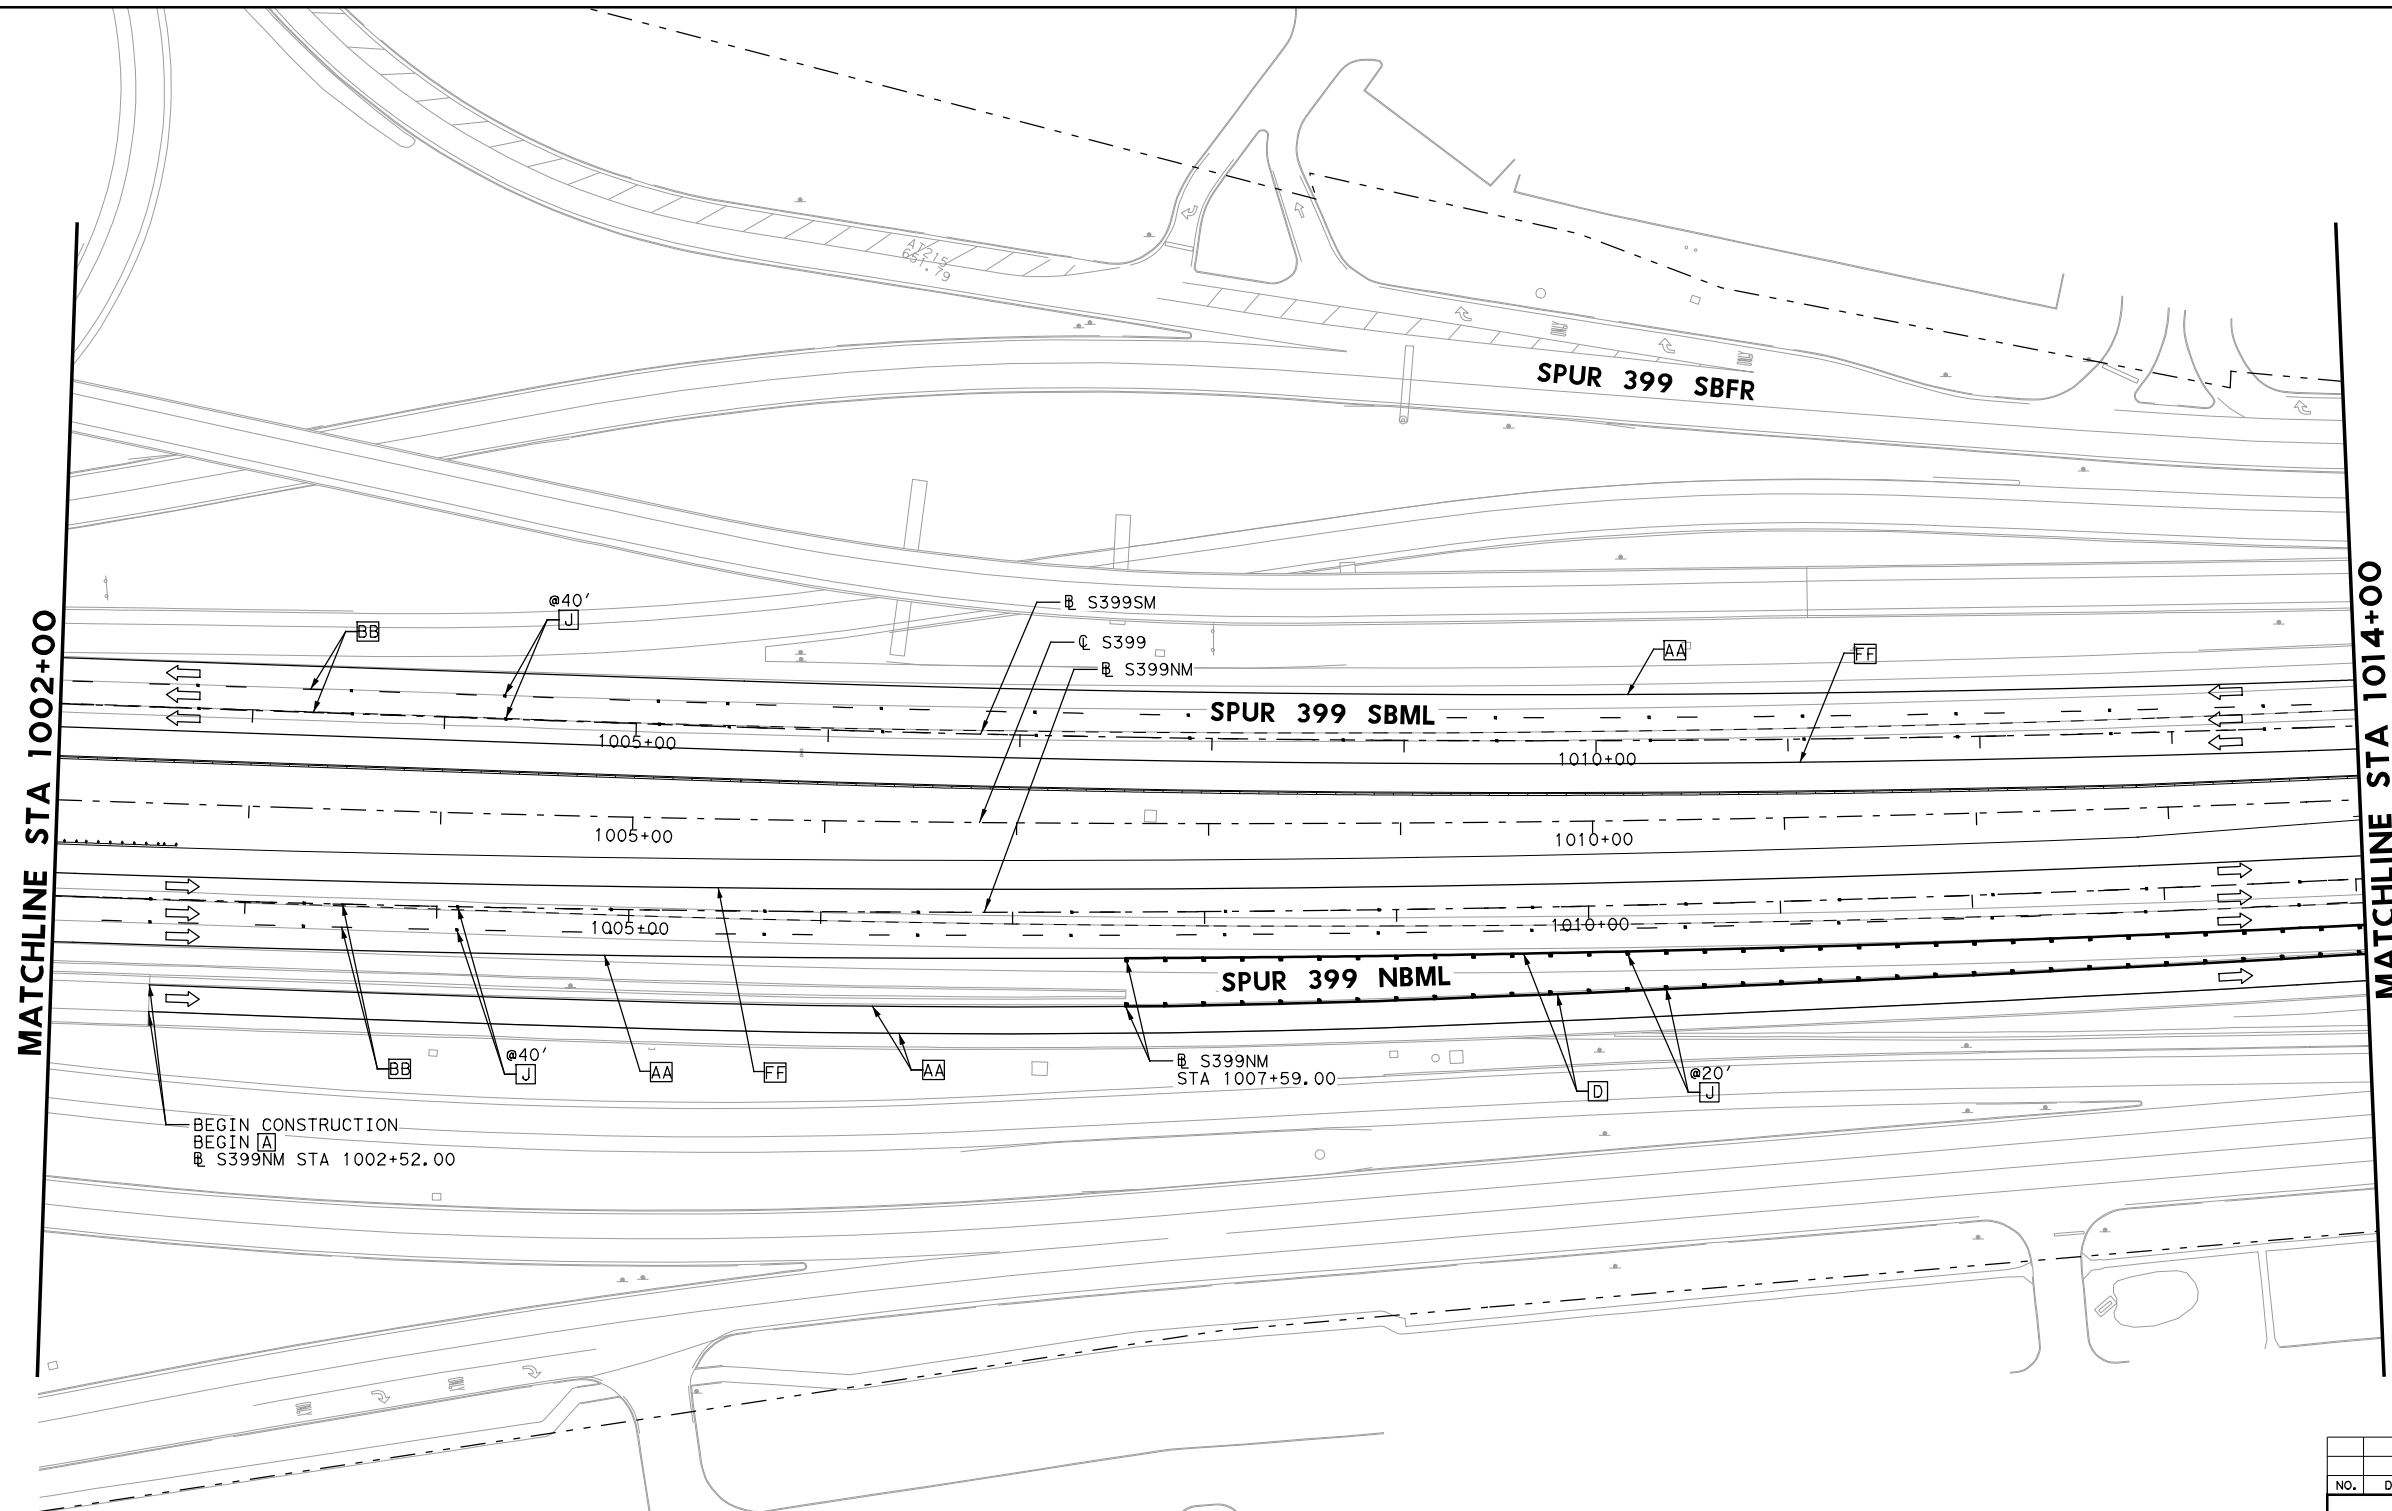 AT215
651.79
SPUR 399 SBFR
MATCHLINE STA 1002+00
MATCHLINE STA 1014+00
@40'
J
BB
℄ S399
B̲L S399SM
B̲L S399NM
AA
FF
SPUR 399 SBML
1005+00
1010+00
1005+00
1010+00
1005+00
1010+00
SPUR 399 NBML
BB
@40'
J
AA
FF
AA
BL S399NM
STA 1007+59.00
D
@20'
J
BEGIN CONSTRUCTION
BEGIN A
BL S399NM STA 1002+52.00
NO.